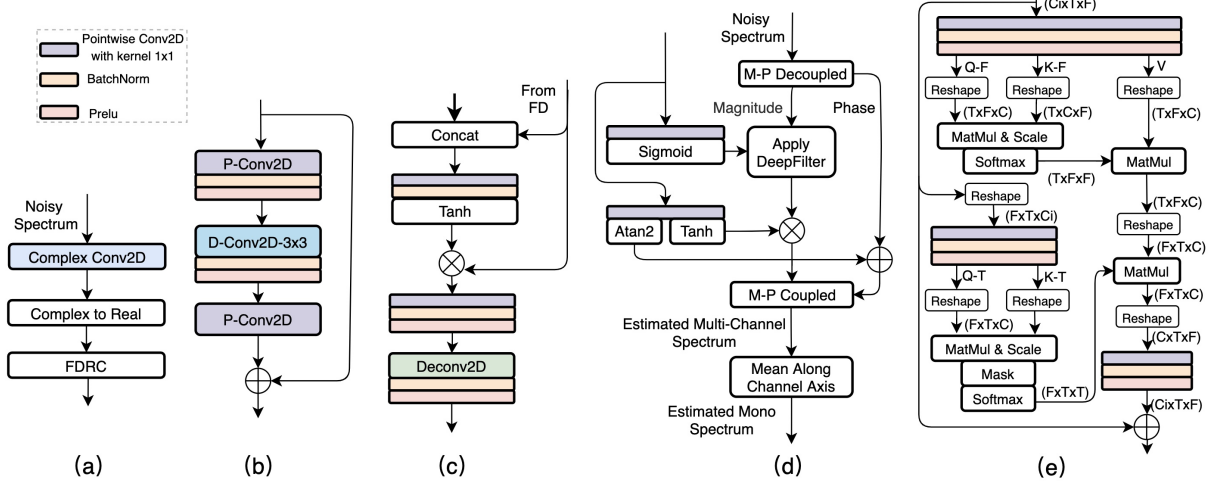 Pointwise Conv2D
with kernel 1x1
BatchNorm
Prelu
Noisy
Spectrum
Complex Conv2D
Complex to Real
FDRC
(a)
P-Conv2D
D-Conv2D-3x3
P-Conv2D
(b)
From
FD
Concat
Tanh
Deconv2D
(c)
Noisy
Spectrum
M-P Decoupled
Magnitude
Phase
Sigmoid
Apply
DeepFilter
Atan2
Tanh
M-P Coupled
Estimated Multi-Channel
Spectrum
Mean Along
Channel Axis
Estimated Mono
Spectrum
(d)
(CixTxF)
Q-F
K-F
V
Reshape
Reshape
Reshape
(TxFxC)
(TxCxF)
(TxFxC)
MatMul & Scale
Softmax
MatMul
(TxFxF)
Reshape
(TxFxC)
(FxTxCi)
Reshape
(FxTxC)
Q-T
K-T
MatMul
Reshape
Reshape
(FxTxC)
(FxTxC)
Reshape
MatMul & Scale
(CxTxF)
Mask
Softmax
(FxTxT)
(CixTxF)
(e)